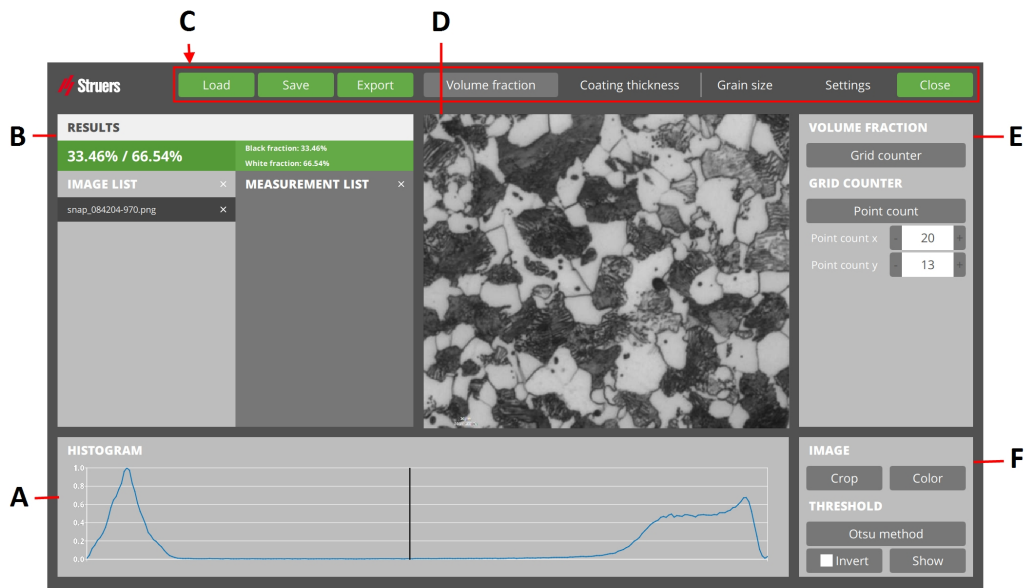 C
D
Struers
Load
Save
Export
Volume fraction
Coating thickness
Grain size
Settings
Close
B
RESULTS
33.46% / 66.54%
Black fraction: 33.46%
White fraction: 66.54%
IMAGE LIST ×
MEASUREMENT LIST ×
snap_084204-970.png ×
E
VOLUME FRACTION
Grid counter
GRID COUNTER
Point count
Point count x - 20 +
Point count y - 13 +
A
HISTOGRAM
1.0
0.8
0.6
0.4
0.2
0.0
F
IMAGE
Crop
Color
THRESHOLD
Otsu method
Invert
Show